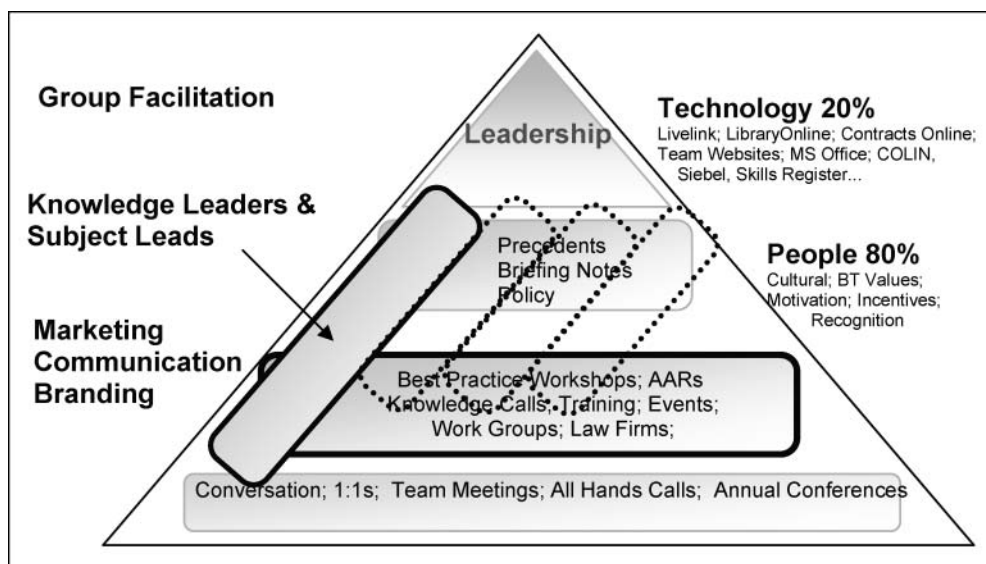 Group Facilitation
Leadership
Technology 20%
Livelink; LibraryOnline; Contracts Online;
Team Websites; MS Office; COLIN,
Siebel, Skills Register...
Knowledge Leaders &
Subject Leads
Precedents
Briefing Notes
Policy
People 80%
Cultural; BT Values;
Motivation; Incentives;
Recognition
Marketing
Communication
Branding
Best Practice Workshops; AARs
Knowledge Calls; Training; Events;
Work Groups; Law Firms;
Conversation; 1:1s; Team Meetings; All Hands Calls; Annual Conferences